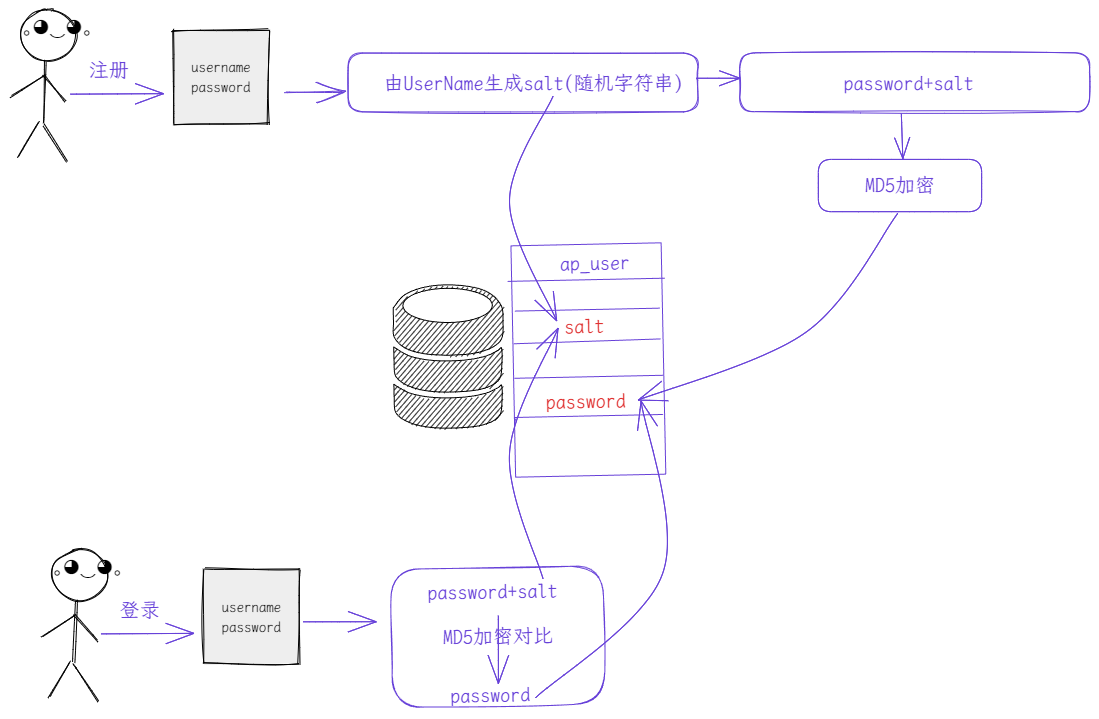 注册
username
password
由UserName生成salt(随机字符串)
password+salt
MD5加密
ap_user
salt
password
登录
username
password
password+salt
MD5加密对比
password